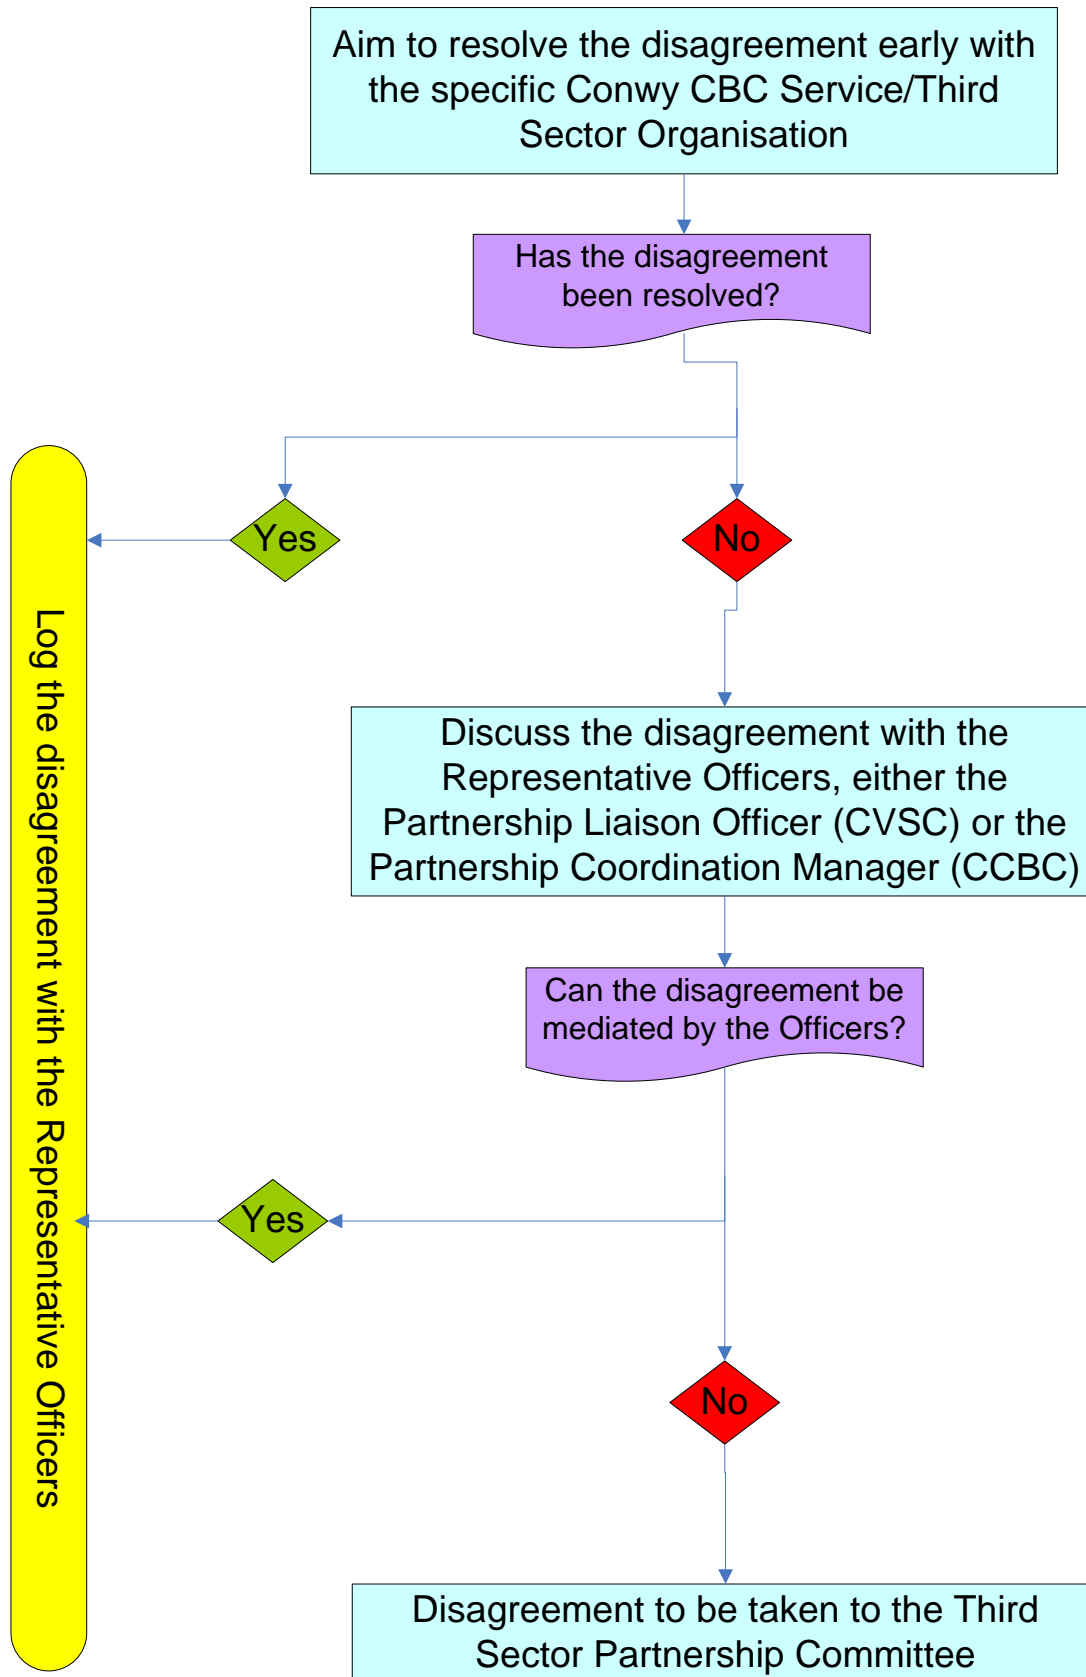 Aim to resolve the disagreement early with
the specific Conwy CBC Service/Third
Sector Organisation
Has the disagreement
been resolved?
Yes
No
Log the disagreement with the Representative Officers
Discuss the disagreement with the
Representative Officers, either the
Partnership Liaison Officer (CVSC) or the
Partnership Coordination Manager (CCBC)
Can the disagreement be
mediated by the Officers?
Yes
No
Disagreement to be taken to the Third
Sector Partnership Committee